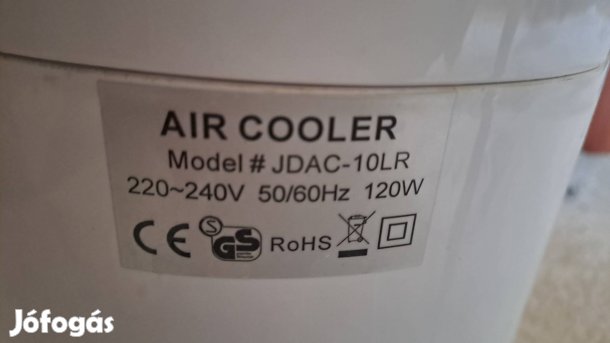 AIR COOLER
Model # JDAC-10LR
220~240V 50/60Hz 120W
CE S GS RoHS
Jófogás